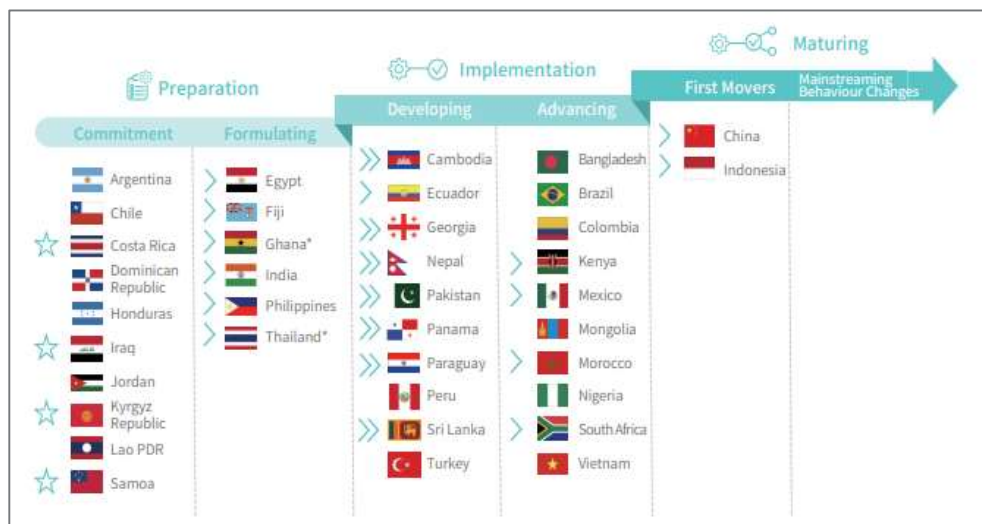 Maturing
Implementation
Preparation
First Movers
Mainstreaming
Behaviour Changes
Developing
Advancing
Commitment
Formulating
Argentina
Chile
Costa Rica
Dominican
Republic
Honduras
Iraq
Jordan
Kyrgyz
Republic
Lao PDR
Samoa
Egypt
Fiji
Ghana*
India
Philippines
Thailand*
Cambodia
Ecuador
Georgia
Nepal
Pakistan
Panama
Paraguay
Peru
Sri Lanka
Turkey
Bangladesh
Brazil
Colombia
Kenya
Mexico
Mongolia
Morocco
Nigeria
South Africa
Vietnam
China
Indonesia